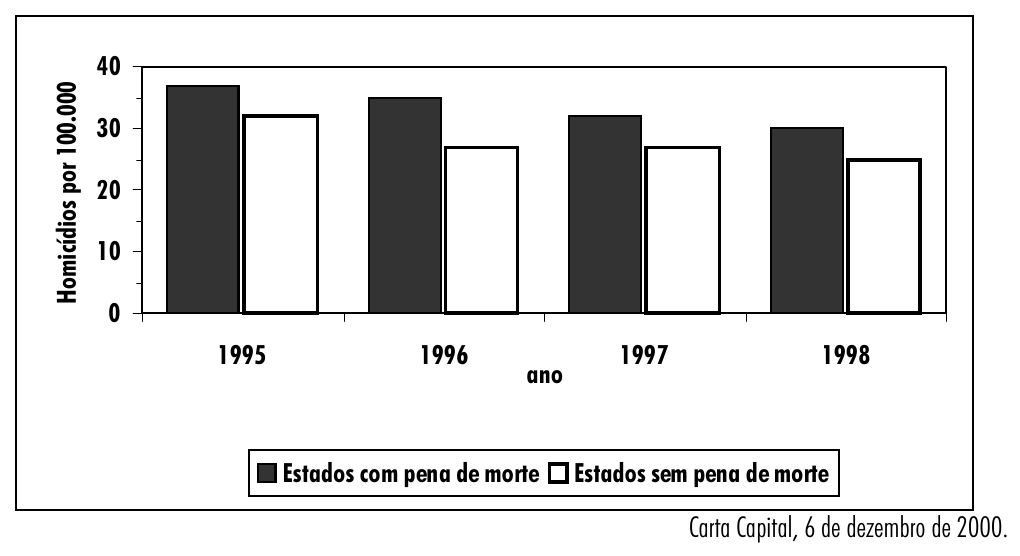 40
30
20
10
0
Homicídios por 100.000
1995 1996 1997 1998
ano
Estados com pena de morte Estados sem pena de morte
Carta Capital, 6 de dezembro de 2000.